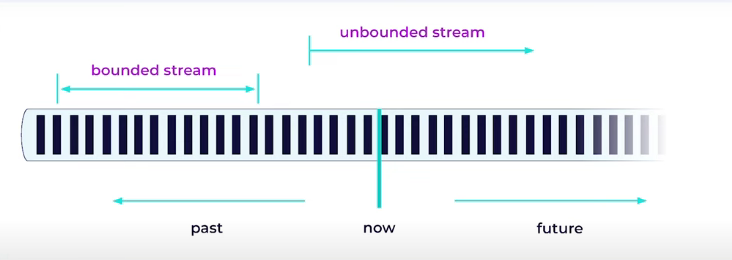 unbounded stream
bounded stream
past
now
future